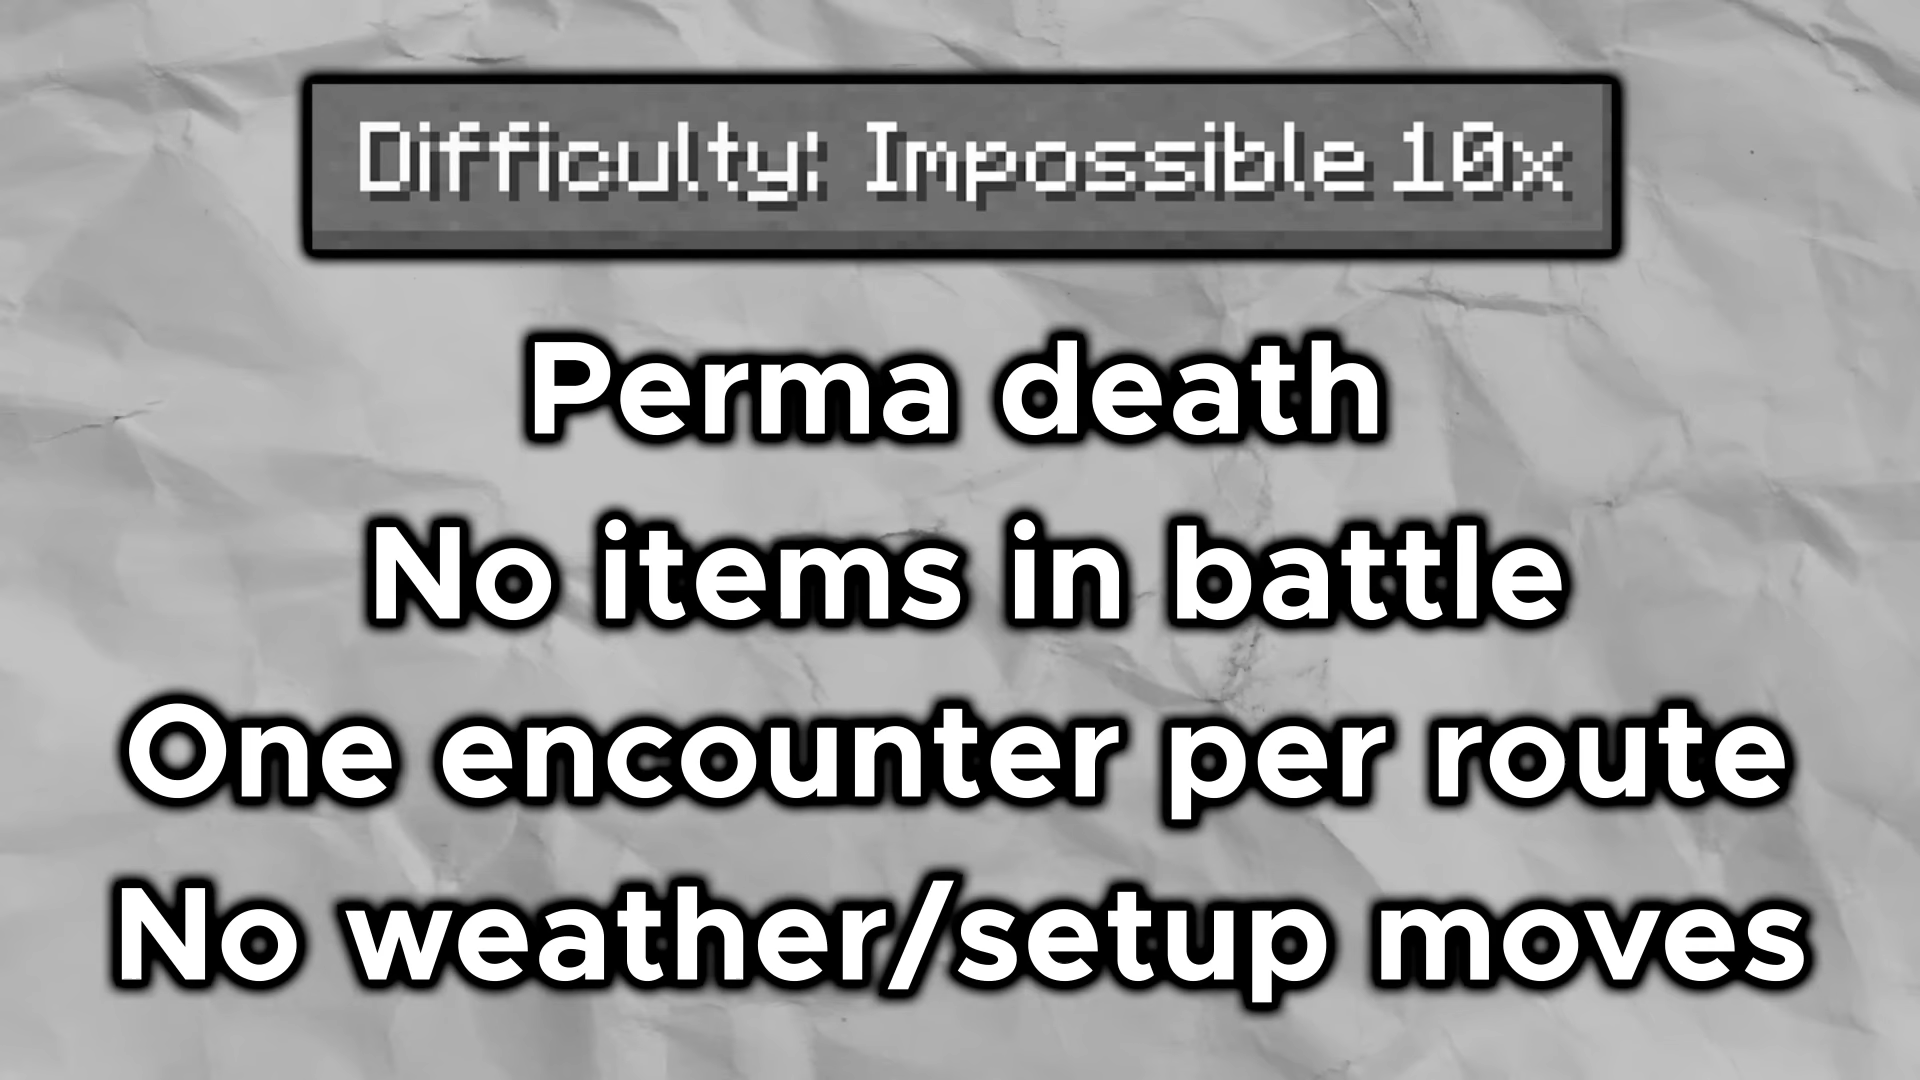 Difficulty: Impossible 10x
Perma death
No items in battle
One encounter per route
No weather/setup moves